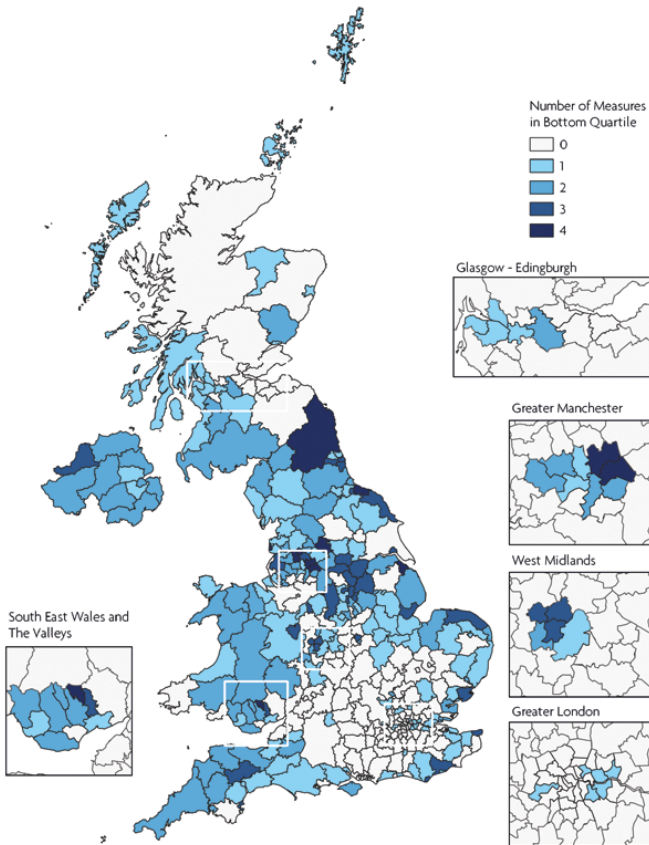 Number of Measures
in Bottom Quartile
0
1
2
3
4
Glasgow - Edingburgh
Greater Manchester
West Midlands
South East Wales and
The Valleys
Greater London